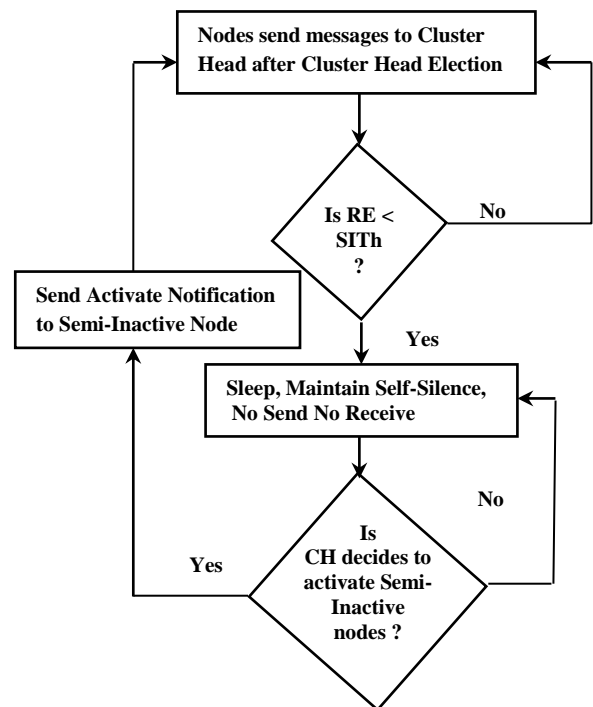 Nodes send messages to Cluster
Head after Cluster Head Election
Is RE <
SITh
?
No
Send Activate Notification
to Semi-Inactive Node
Yes
Sleep, Maintain Self-Silence,
No Send No Receive
No
Is
CH decides to
activate Semi-
Inactive
nodes ?
Yes